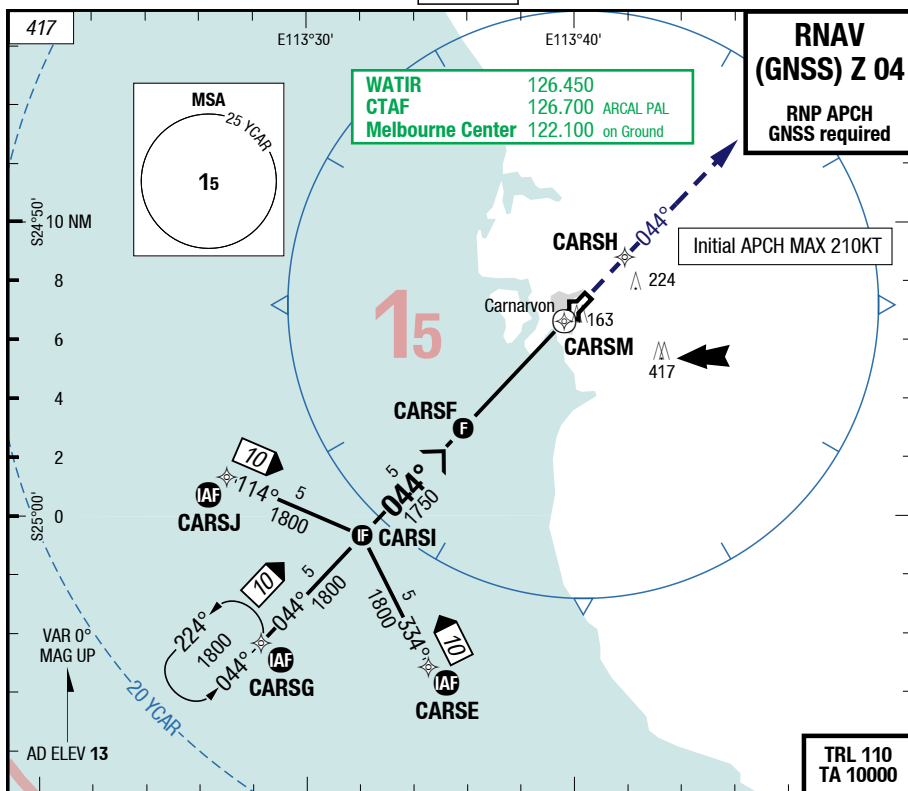 417
E113°30'
E113°40'
RNAV
(GNSS) Z 04
RNP APCH
GNSS required
WATIR 126.450
CTAF 126.700 ARCAL PAL
Melbourne Center 122.100 on Ground
MSA
25 YCAR
15
S24°50'
10 NM
044°
CARSH
Initial APCH MAX 210KT
224
8
Carnarvon
163
15
6
CARSM
417
4
CARSF
F
2
10
5
044°
1750
114°
5
1800
IAF
CARSJ
S25°00'
0
IF
CARSI
10
5
044°
1800
224°
1800
044°
IAF
CARSG
5
1800
334°
10
IAF
CARSE
VAR 0°
MAG UP
20 YCAR
AD ELEV 13
TRL 110
TA 10000